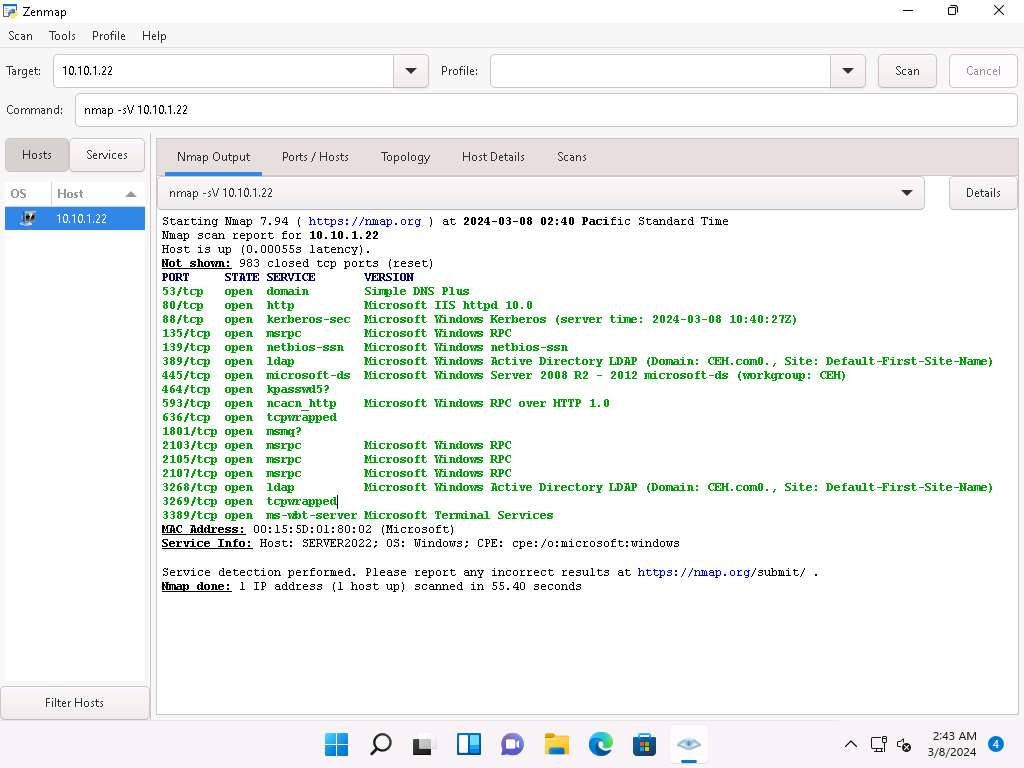 Zenmap
Scan Tools Profile Help
Target: 10.10.1.22 Profile: Scan Cancel
Command: nmap -sV 10.10.1.22
Hosts Services
Nmap Output Ports / Hosts Topology Host Details Scans
OS Host
nmap -sV 10.10.1.22 Details
10.10.1.22
Starting Nmap 7.94 ( https://nmap.org ) at 2024-03-08 02:40 Pacific Standard Time
Nmap scan report for 10.10.1.22
Host is up (0.00055s latency).
Not shown: 983 closed tcp ports (reset)
PORT STATE SERVICE VERSION
53/tcp open domain Simple DNS Plus
80/tcp open http Microsoft IIS httpd 10.0
88/tcp open kerberos-sec Microsoft Windows Kerberos (server time: 2024-03-08 10:40:27Z)
135/tcp open msrpc Microsoft Windows RPC
139/tcp open netbios-ssn Microsoft Windows netbios-ssn
389/tcp open ldap Microsoft Windows Active Directory LDAP (Domain: CEH.com0., Site: Default-First-Site-Name)
445/tcp open microsoft-ds Microsoft Windows Server 2008 R2 - 2012 microsoft-ds (workgroup: CEH)
464/tcp open kpasswd5?
593/tcp open ncacn_http Microsoft Windows RPC over HTTP 1.0
636/tcp open tcpwrapped
1801/tcp open msmq?
2103/tcp open msrpc Microsoft Windows RPC
2105/tcp open msrpc Microsoft Windows RPC
2107/tcp open msrpc Microsoft Windows RPC
3268/tcp open ldap Microsoft Windows Active Directory LDAP (Domain: CEH.com0., Site: Default-First-Site-Name)
3269/tcp open tcpwrapped
3389/tcp open ms-wbt-server Microsoft Terminal Services
MAC Address: 00:15:5D:01:80:02 (Microsoft)
Service Info: Host: SERVER2022; OS: Windows; CPE: cpe:/o:microsoft:windows
Service detection performed. Please report any incorrect results at https://nmap.org/submit/ .
Nmap done: 1 IP address (1 host up) scanned in 55.40 seconds
Filter Hosts
2:43 AM
3/8/2024
4